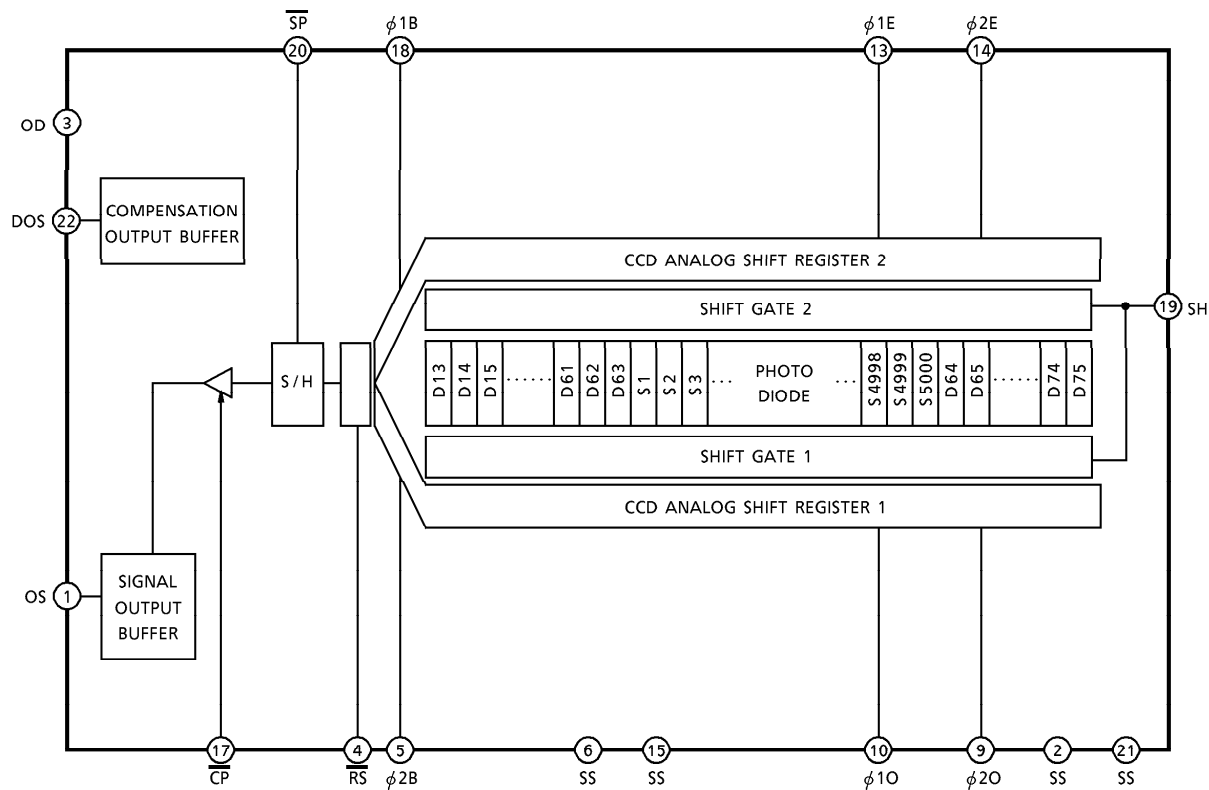 SP ϕ1B ϕ1E ϕ2E
20 18 13 14
OD 3
DOS 22
COMPENSATION
OUTPUT BUFFER
CCD ANALOG SHIFT REGISTER 2
SHIFT GATE 2
19 SH
S/H
D13 D14 D15 ...... D61 D62 D63 S1 S2 S3 ... PHOTO DIODE ... S4998 S4999 S5000 D64 D65 ...... D74 D75
SHIFT GATE 1
CCD ANALOG SHIFT REGISTER 1
OS 1
SIGNAL
OUTPUT
BUFFER
17 4 5 6 15 10 9 2 21
CP RS ϕ2B SS SS ϕ1O ϕ2O SS SS